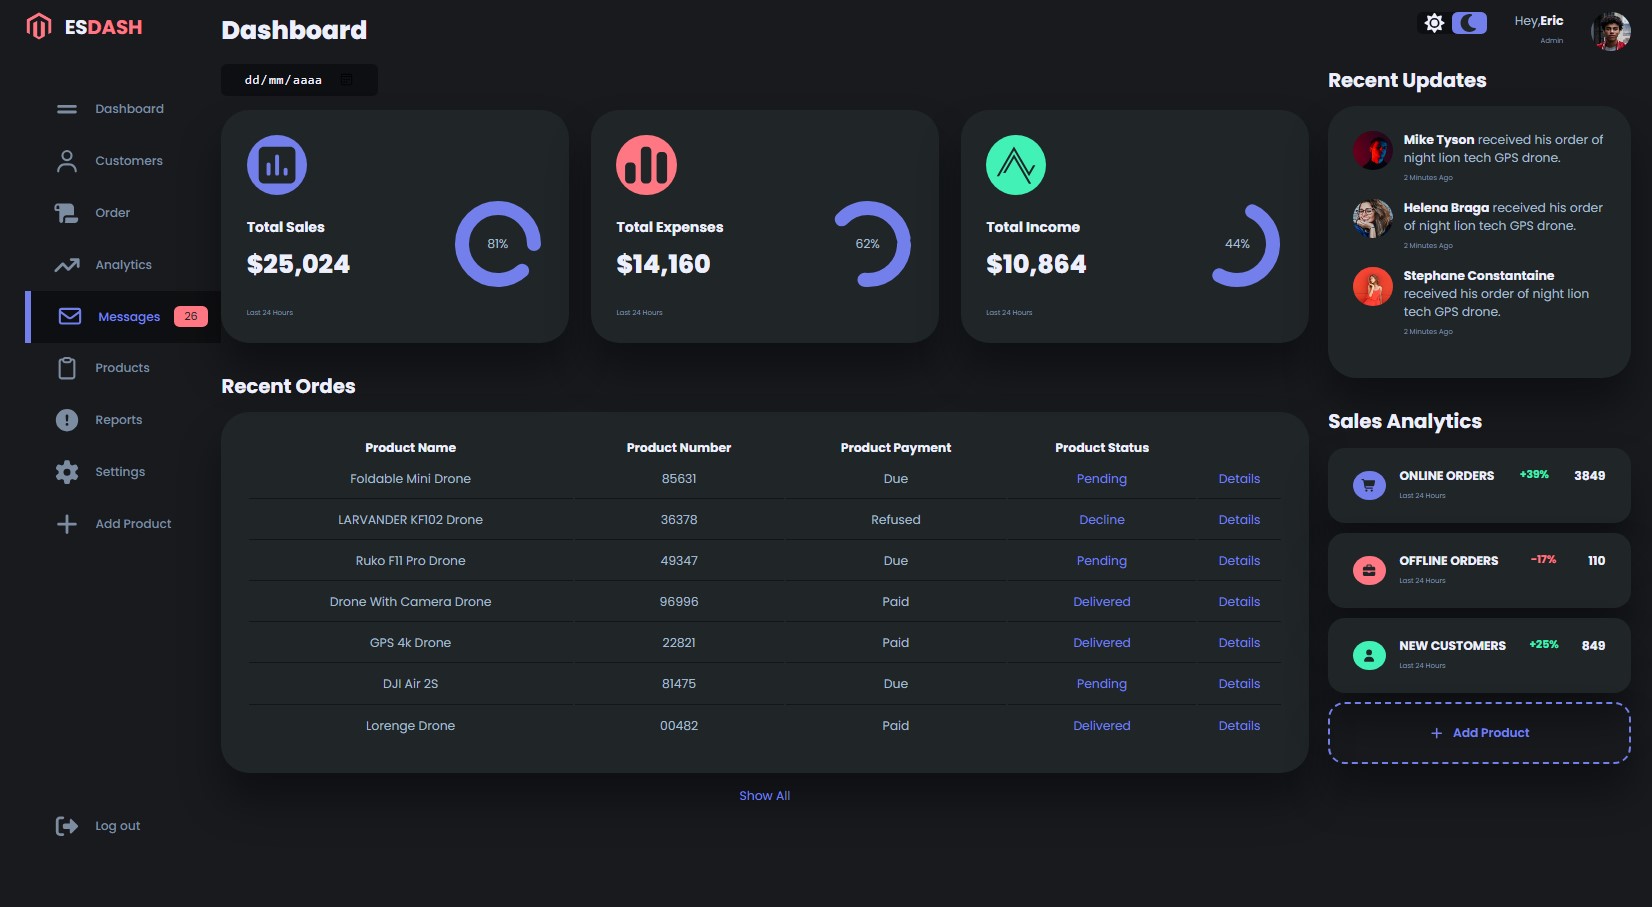 ESDASH
Dashboard
Customers
Order
Analytics
Messages 26
Products
Reports
Settings
Add Product
Log out
Dashboard
dd/mm/aaaa
Total Sales
$25,024
81%
Last 24 Hours
Total Expenses
$14,160
62%
Last 24 Hours
Total Income
$10,864
44%
Last 24 Hours
Recent Ordes
Product Name Product Number Product Payment Product Status
Foldable Mini Drone 85631 Due Pending Details
LARVANDER KF102 Drone 36378 Refused Decline Details
Ruko F11 Pro Drone 49347 Due Pending Details
Drone With Camera Drone 96996 Paid Delivered Details
GPS 4k Drone 22821 Paid Delivered Details
DJI Air 2S 81475 Due Pending Details
Lorenge Drone 00482 Paid Delivered Details
Show All
Hey,Eric
Admin
Recent Updates
Mike Tyson received his order of
night lion tech GPS drone.
2 Minutes Ago
Helena Braga received his order
of night lion tech GPS drone.
2 Minutes Ago
Stephane Constantaine
received his order of night lion
tech GPS drone.
2 Minutes Ago
Sales Analytics
ONLINE ORDERS +39% 3849
Last 24 Hours
OFFLINE ORDERS -17% 110
Last 24 Hours
NEW CUSTOMERS +25% 849
Last 24 Hours
Add Product